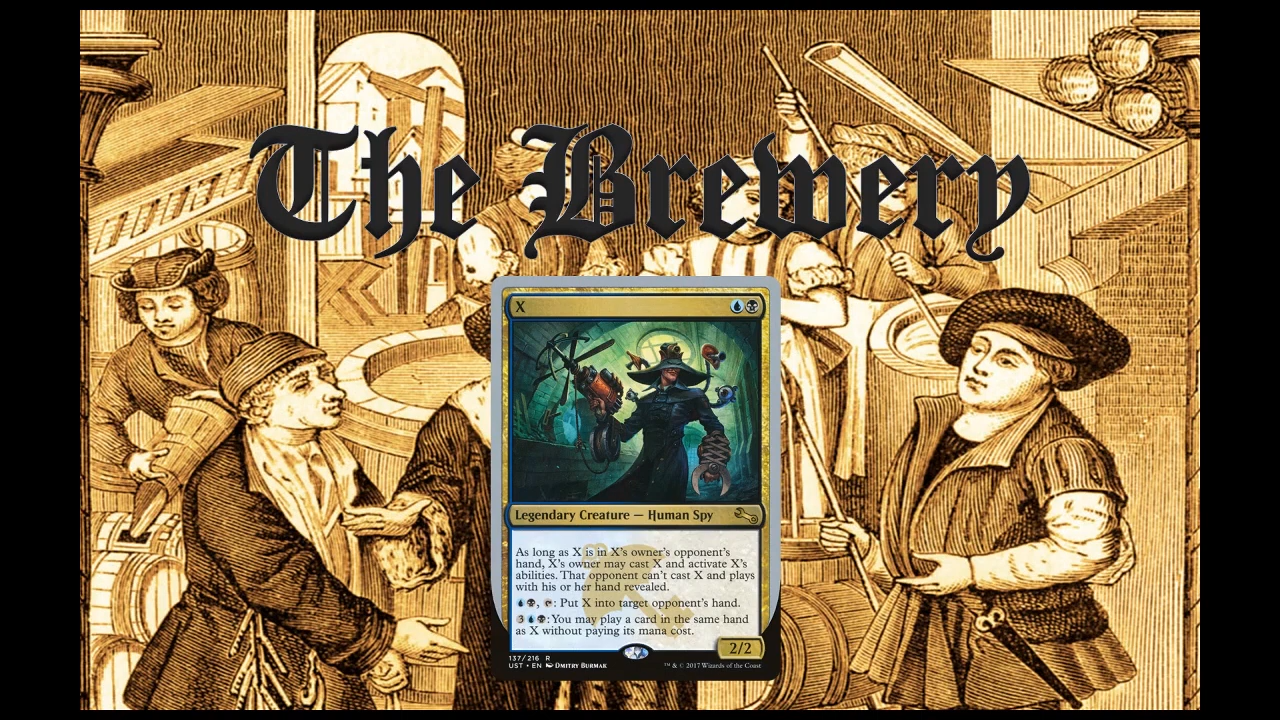 The Brewery
X
Legendary Creature — Human Spy
As long as X is in X's owner's opponent's
hand, X's owner may cast X and activate X's
abilities. That opponent can't cast X and plays
with his or her hand revealed.
: Put X into target opponent's hand.
3: You may play a card in the same hand
as X without paying its mana cost.
2/2
137/216 R
UST • EN Dmitry Burmak
™ & © 2017 Wizards of the Coast